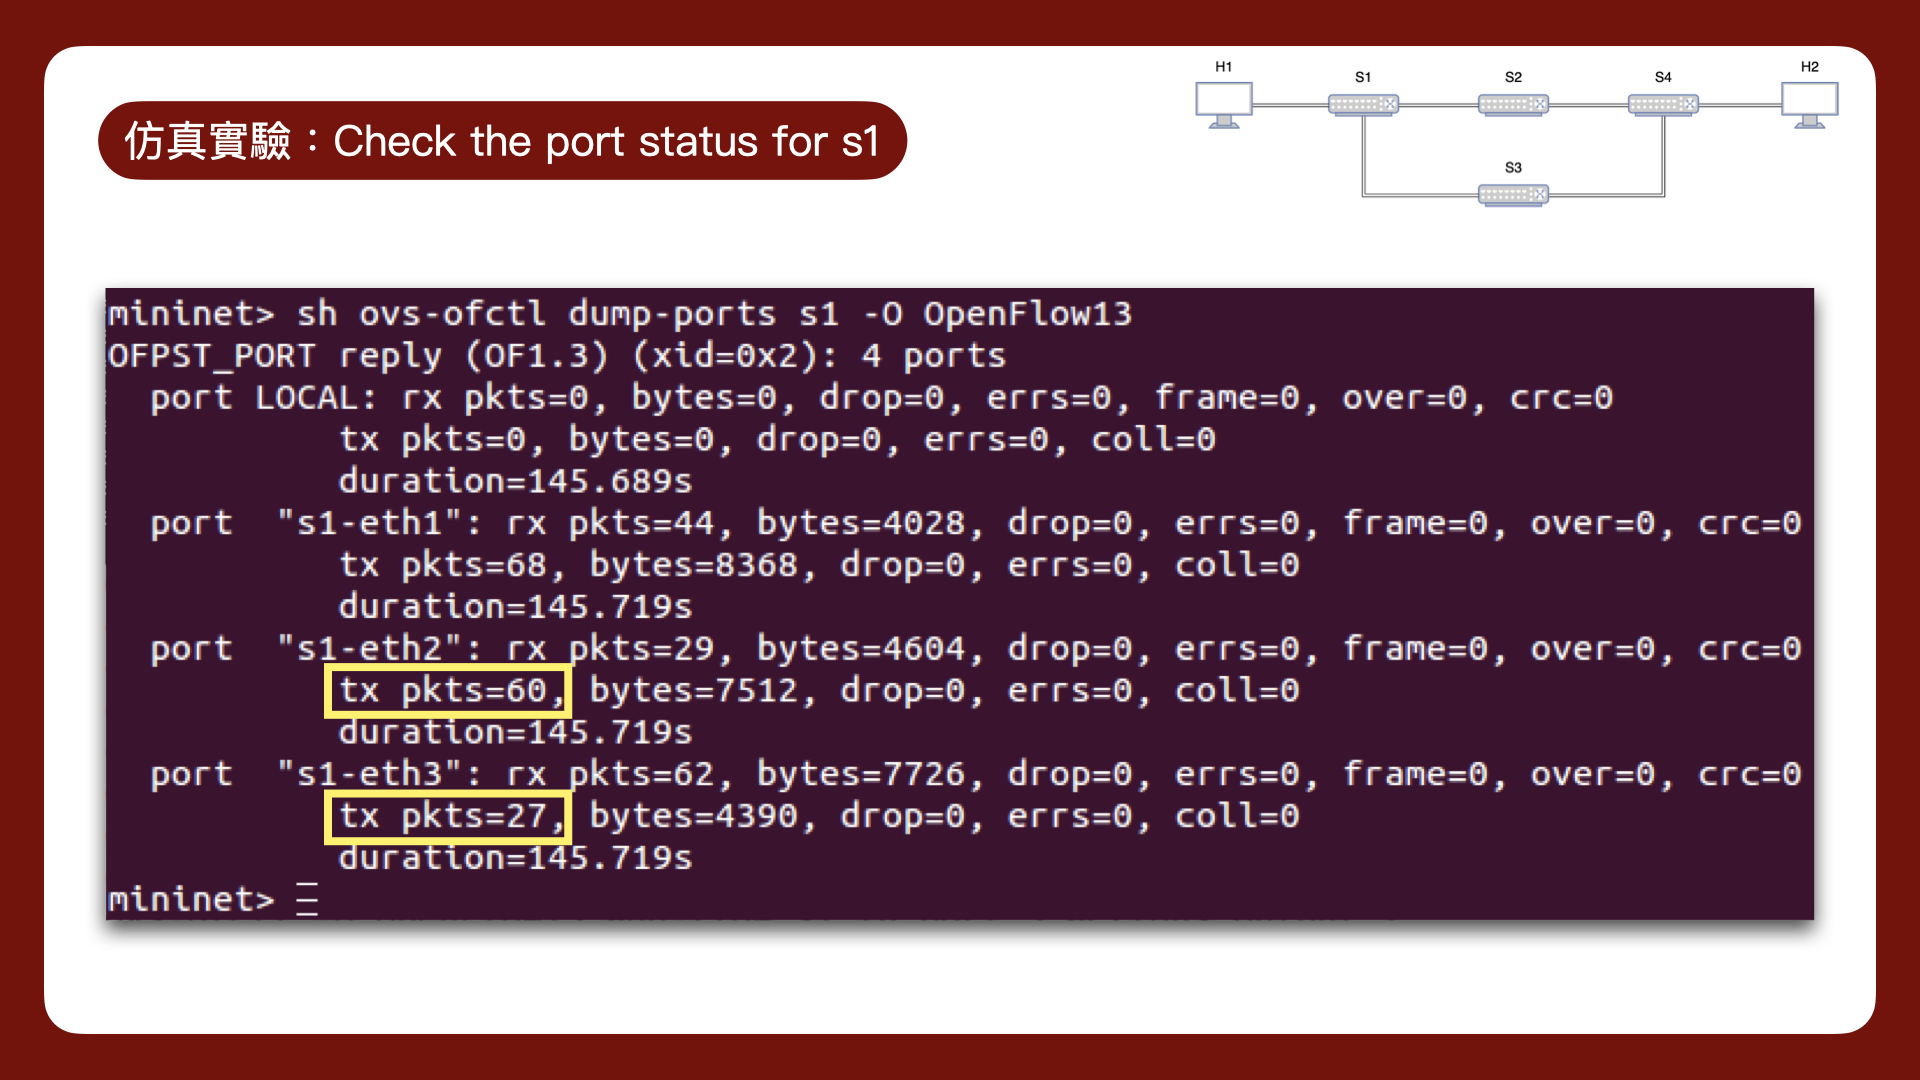 仿真實驗：Check the port status for s1
H1
S1
S2
S4
H2
S3
mininet> sh ovs-ofctl dump-ports s1 -O OpenFlow13
OFPST_PORT reply (OF1.3) (xid=0x2): 4 ports
port LOCAL: rx pkts=0, bytes=0, drop=0, errs=0, frame=0, over=0, crc=0
tx pkts=0, bytes=0, drop=0, errs=0, coll=0
duration=145.689s
port "s1-eth1": rx pkts=44, bytes=4028, drop=0, errs=0, frame=0, over=0, crc=0
tx pkts=68, bytes=8368, drop=0, errs=0, coll=0
duration=145.719s
port "s1-eth2": rx pkts=29, bytes=4604, drop=0, errs=0, frame=0, over=0, crc=0
tx pkts=60, bytes=7512, drop=0, errs=0, coll=0
duration=145.719s
port "s1-eth3": rx pkts=62, bytes=7726, drop=0, errs=0, frame=0, over=0, crc=0
tx pkts=27, bytes=4390, drop=0, errs=0, coll=0
duration=145.719s
mininet>